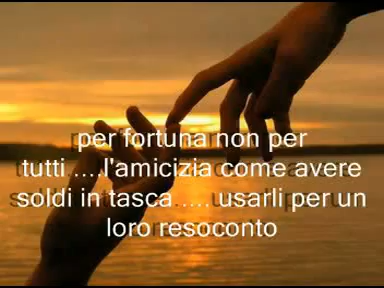 per fortuna non per
tutti ....l'amicizia come avere
soldi in tasca .... usarli per un
loro resoconto